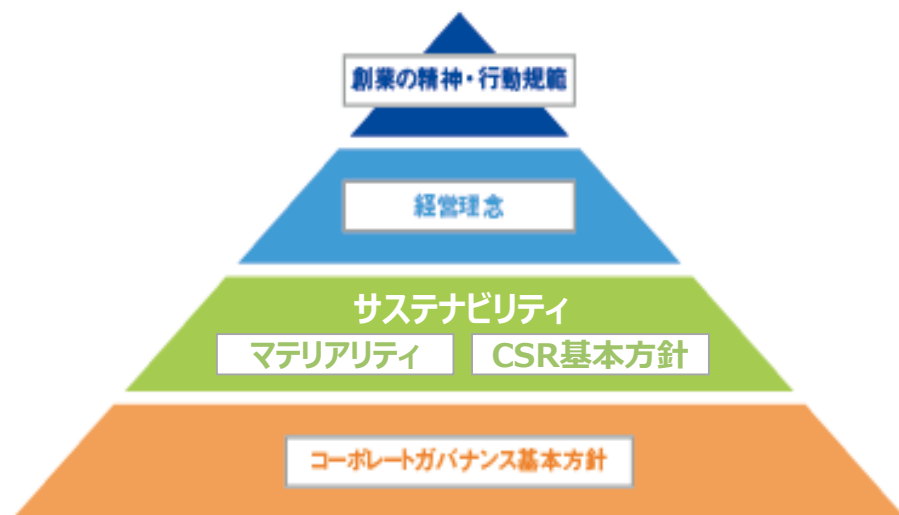 創業の精神・行動規範
経営理念
サステナビリティ
マテリアリティ CSR基本方針
コーポレートガバナンス基本方針